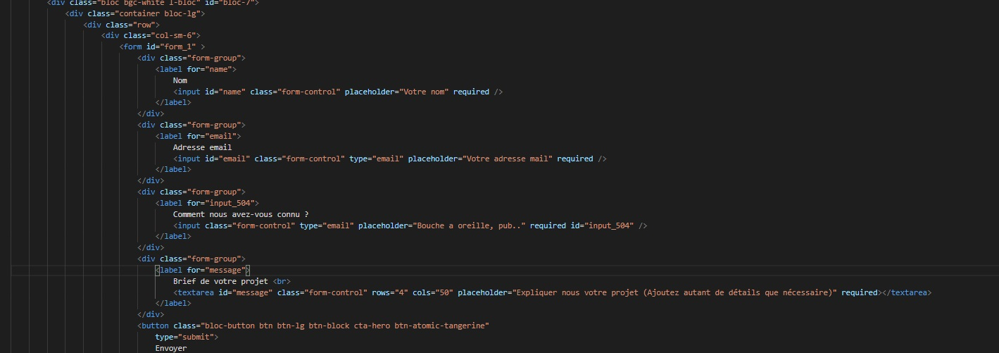 <div class="bloc bgc-white l-bloc" id="bloc-7">
<div class="container bloc-lg">
<div class="row">
<div class="col-sm-6">
<form id="form_1" >
<div class="form-group">
<label for="name">
Nom
<input id="name" class="form-control" placeholder="Votre nom" required />
</label>
</div>
<div class="form-group">
<label for="email">
Adresse email
<input id="email" class="form-control" type="email" placeholder="Votre adresse mail" required />
</label>
</div>
<div class="form-group">
<label for="input_504">
Comment nous avez-vous connu ?
<input class="form-control" type="email" placeholder="Bouche a oreille, pub.." required id="input_504" />
</label>
</div>
<div class="form-group">
<label for="message">
Brief de votre projet <br>
<textarea id="message" class="form-control" rows="4" cols="50" placeholder="Expliquer nous votre projet (Ajoutez autant de détails que nécessaire)" required></textarea>
</label>
</div>
<button class="bloc-button btn btn-lg btn-block cta-hero btn-atomic-tangerine"
type="submit">
Envoyer